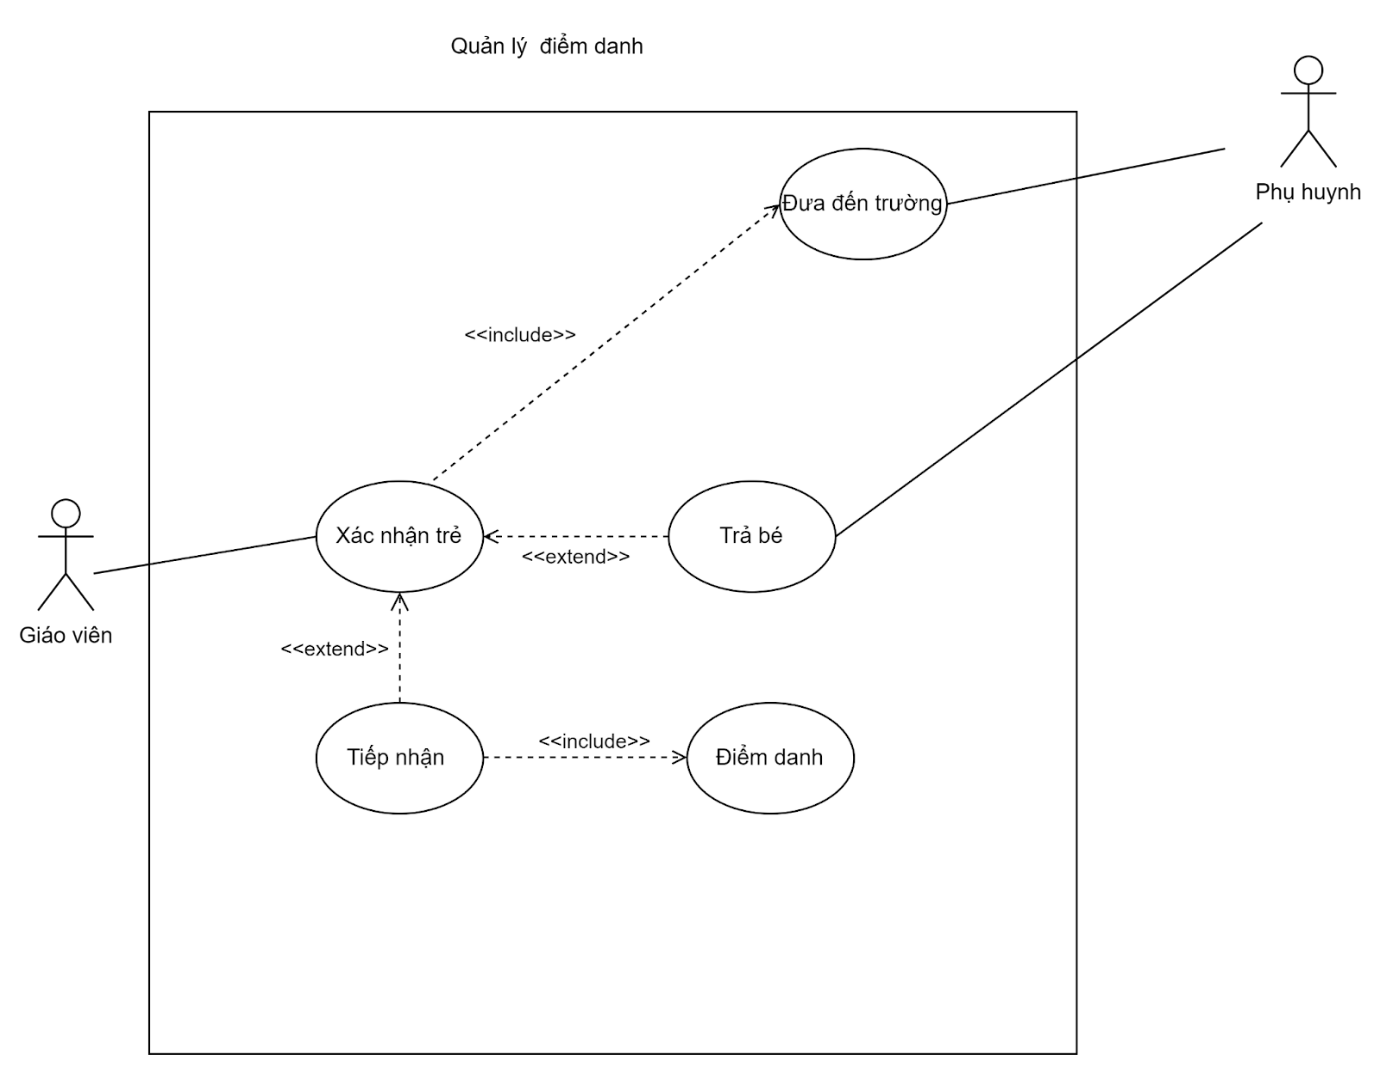 Quản lý  điểm danh
Phụ huynh
Đưa đến trường
<<include>>
Xác nhận trẻ
<<extend>>
Trả bé
Giáo viên
<<extend>>
Tiếp nhận
<<include>>
Điểm danh